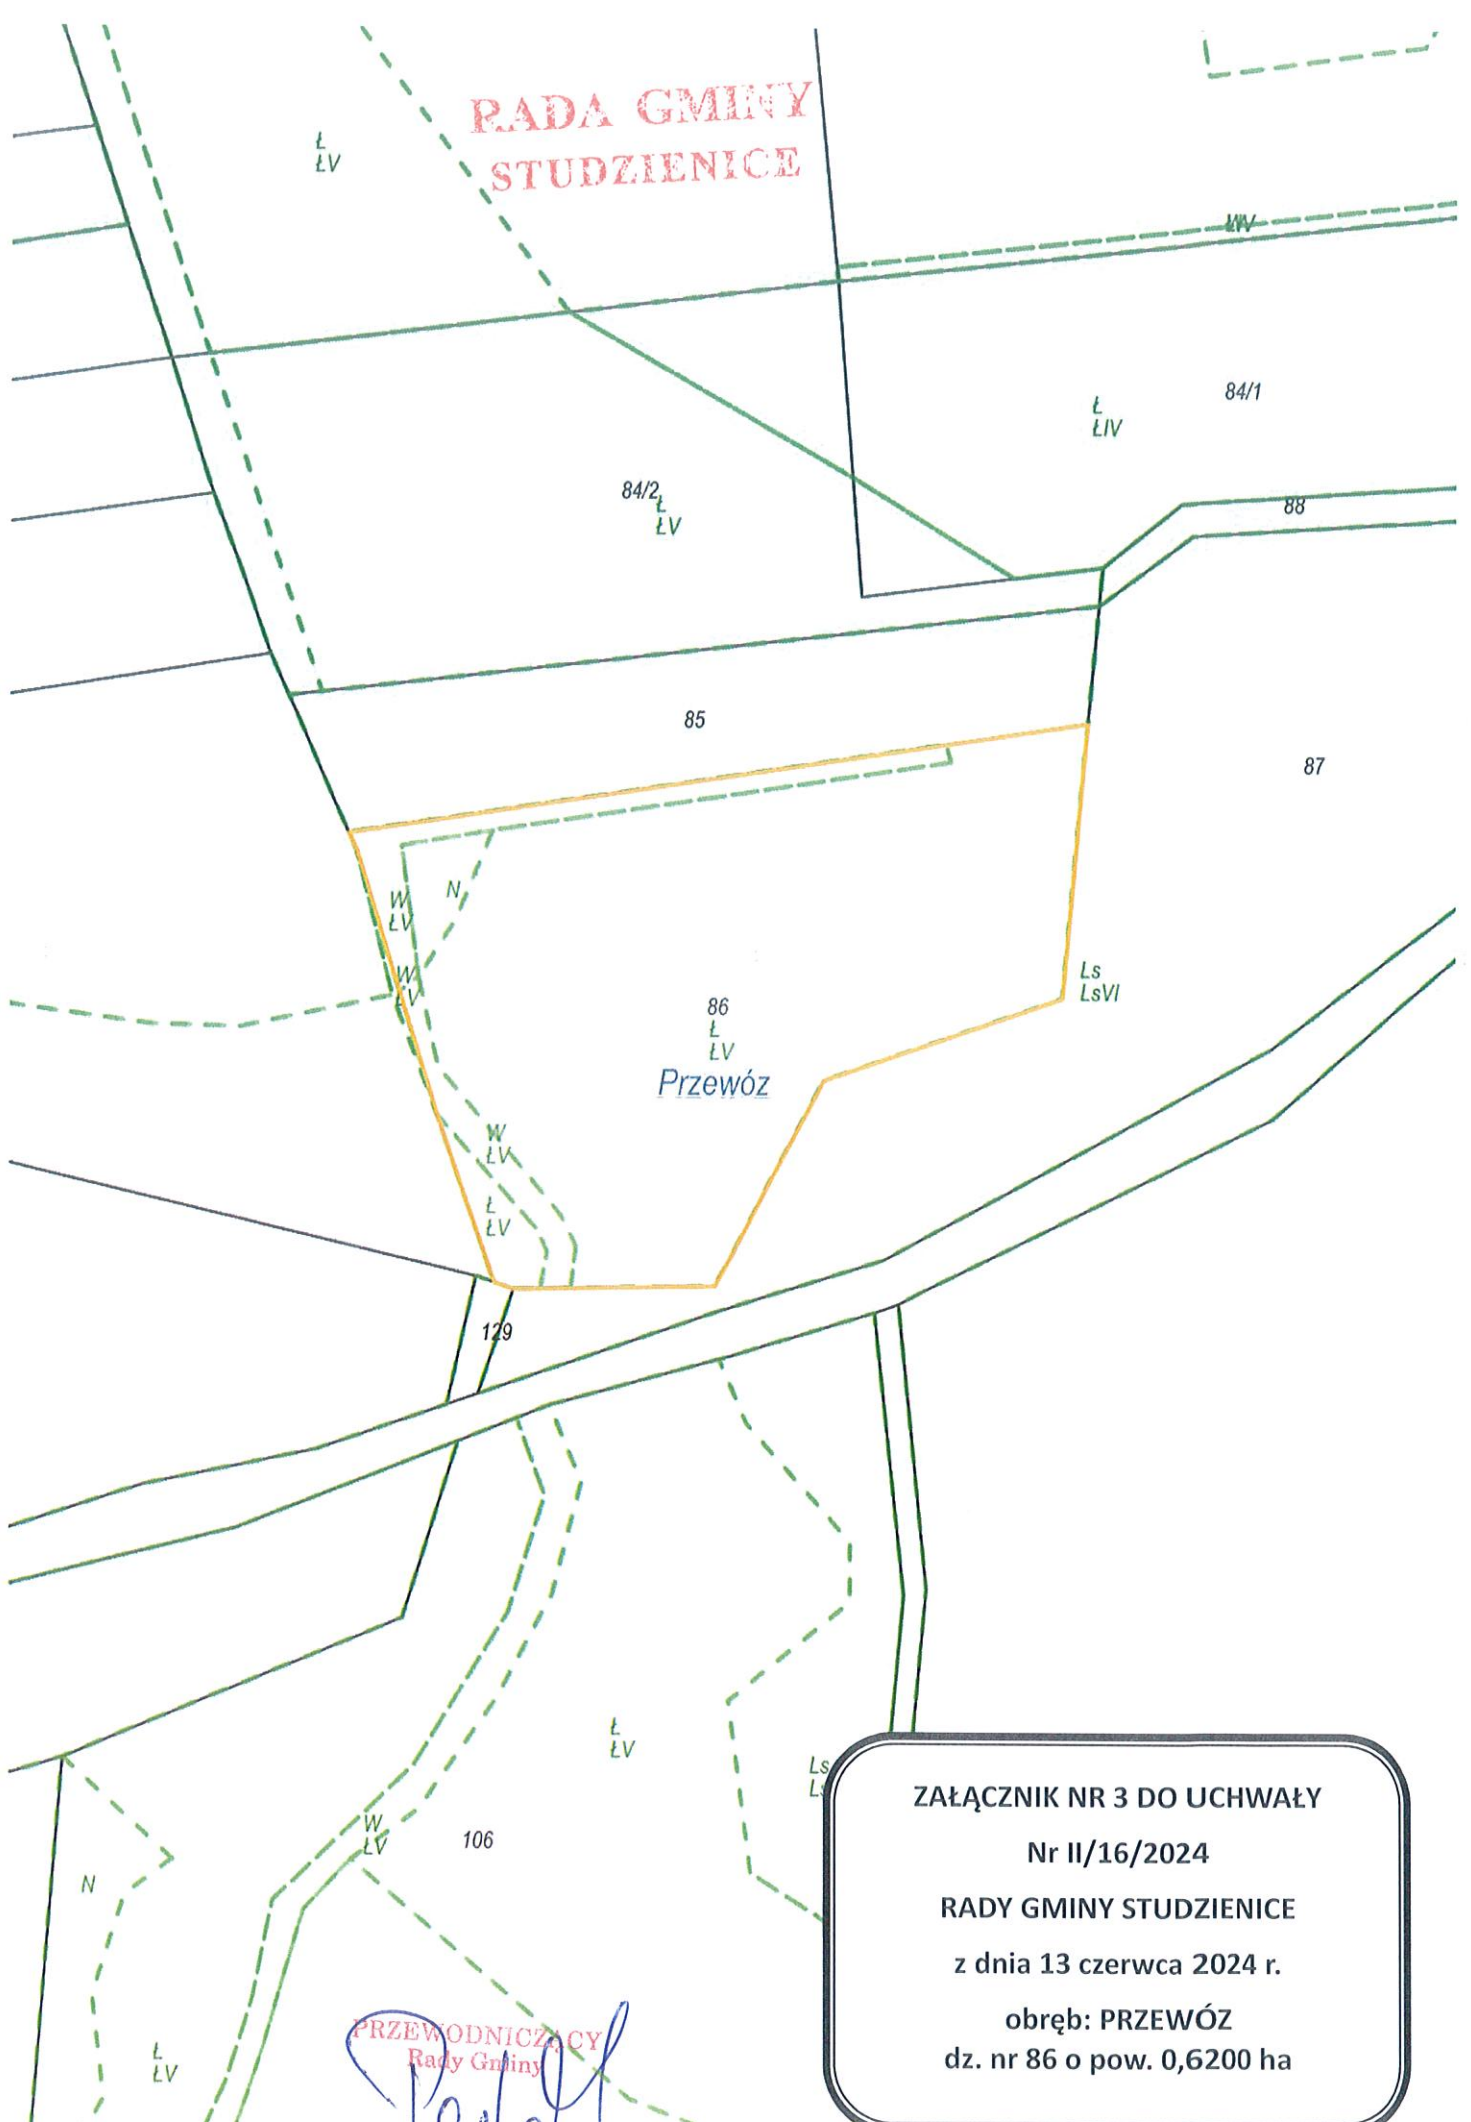 RADA GMINY
STUDZIENICE
Ł
ŁV
84/1
Ł
ŁIV
84/2
Ł
ŁV
88
85
87
N
W
ŁV
W
ŁV
86
Ł
ŁV
Przewóz
Ls
LsVI
W
ŁV
Ł
ŁV
129
Ł
ŁV
Ls
W
ŁV
106
N
Ł
ŁV
PRZEWODNICZĄCY
Rady Gminy
ZAŁĄCZNIK NR 3 DO UCHWAŁY
Nr II/16/2024
RADY GMINY STUDZIENICE
z dnia 13 czerwca 2024 r.
obręb: PRZEWÓZ
dz. nr 86 o pow. 0,6200 ha